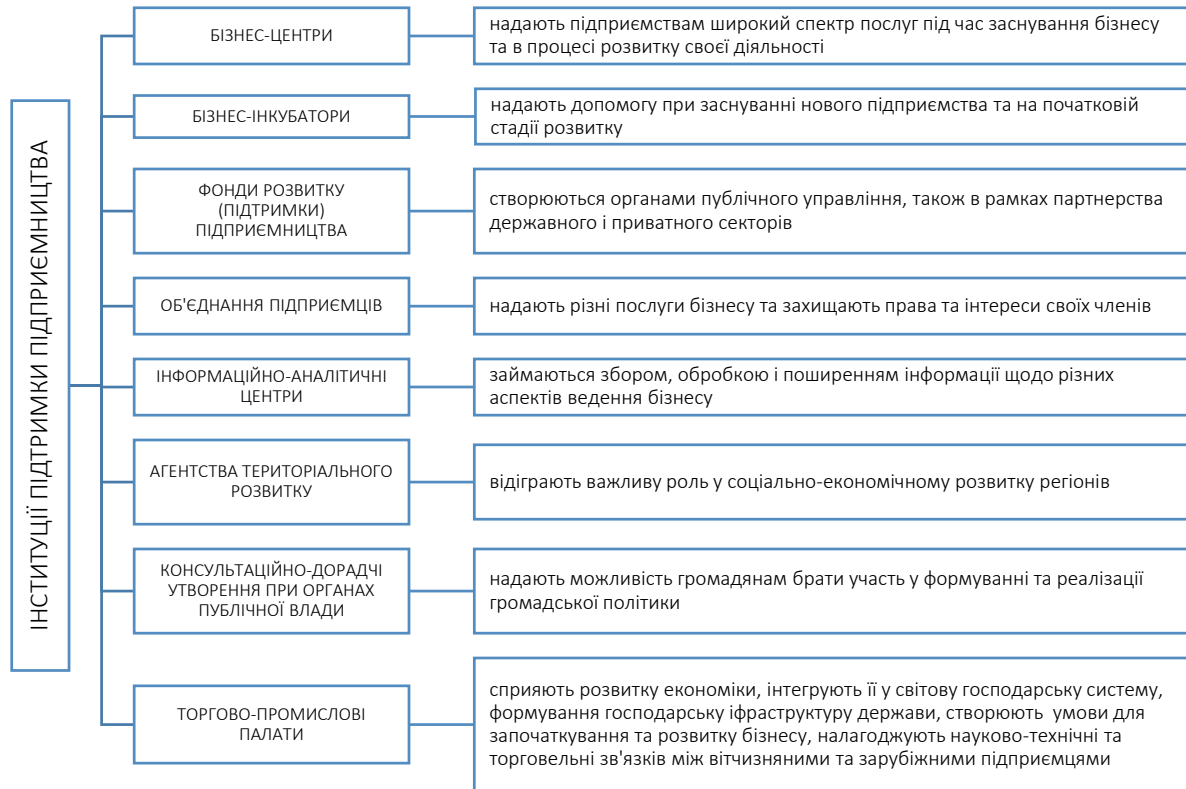 ІНСТИТУЦІЇ ПІДТРИМКИ ПІДПРИЄМНИЦТВА
БІЗНЕС-ЦЕНТРИ
надають підприємствам широкий спектр послуг під час заснування бізнесу
та в процесі розвитку своєї діяльності
БІЗНЕС-ІНКУБАТОРИ
надають допомогу при заснуванні нового підприємства та на початковій
стадії розвитку
ФОНДИ РОЗВИТКУ
(ПІДТРИМКИ)
ПІДПРИЄМНИЦТВА
створюються органами публічного управління, також в рамках партнерства
державного і приватного секторів
ОБ'ЄДНАННЯ ПІДПРИЄМЦІВ
надають різні послуги бізнесу та захищають права та інтереси своїх членів
ІНФОРМАЦІЙНО-АНАЛІТИЧНІ
ЦЕНТРИ
займаються збором, обробкою і поширенням інформації щодо різних
аспектів ведення бізнесу
АГЕНТСТВА ТЕРИТОРІАЛЬНОГО
РОЗВИТКУ
відіграють важливу роль у соціально-економічному розвитку регіонів
КОНСУЛЬТАЦІЙНО-ДОРАДЧІ
УТВОРЕННЯ ПРИ ОРГАНАХ
ПУБЛІЧНОЇ ВЛАДИ
надають можливість громадянам брати участь у формуванні та реалізації
громадської політики
ТОРГОВО-ПРОМИСЛОВІ
ПАЛАТИ
сприяють розвитку економіки, інтегрують її у світову господарську систему,
формування господарську іфраструктуру держави, створюють умови для
започаткування та розвитку бізнесу, налагоджують науково-технічні та
торговельні зв'язків між вітчизняними та зарубіжними підприємцями